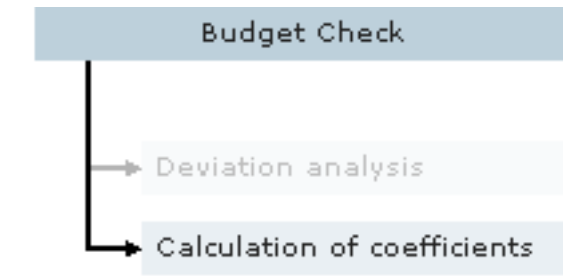 Budget Check
Deviation analysis
Calculation of coefficients